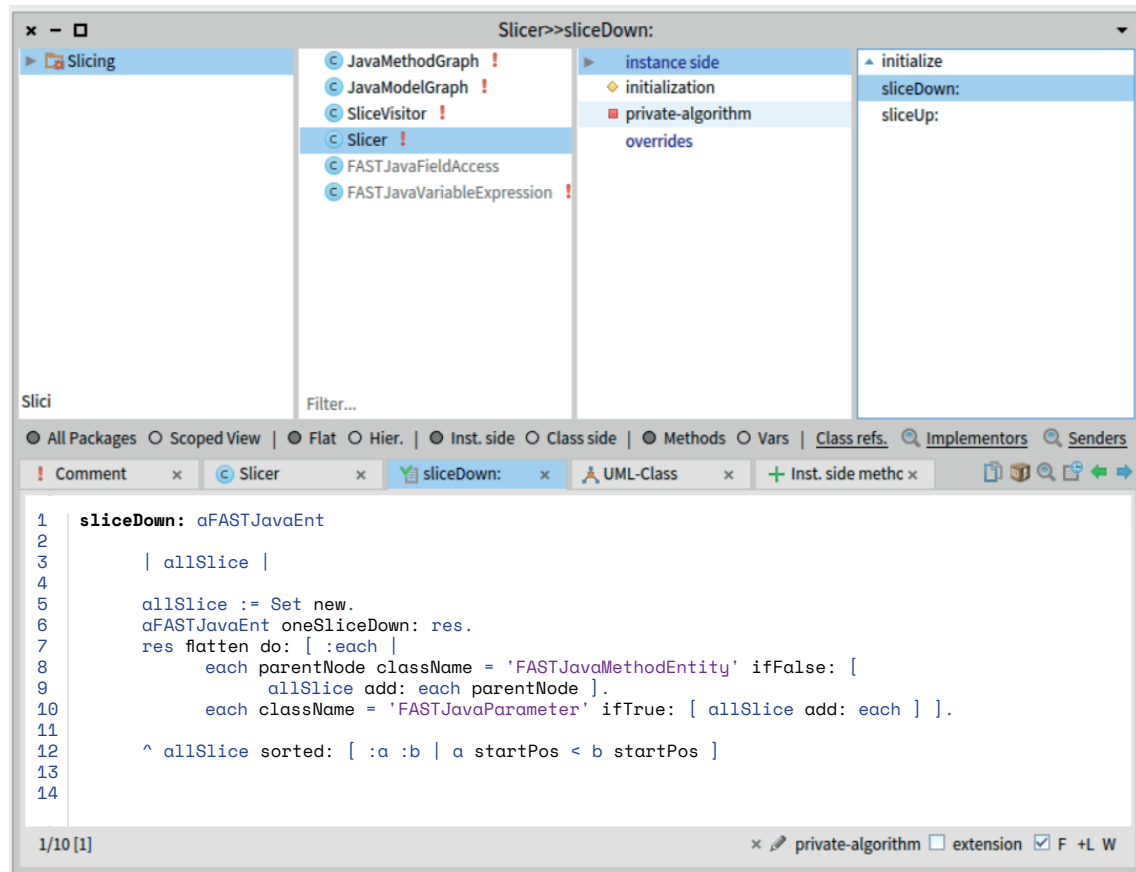 Slicer>>sliceDown:
Slicing
JavaMethodGraph !
JavaModelGraph !
SliceVisitor !
Slicer !
FASTJavaFieldAccess
FASTJavaVariableExpression !
instance side
initialization
private-algorithm
overrides
initialize
sliceDown:
sliceUp:
Slici
Filter...
All Packages Scoped View | Flat Hier. | Inst. side Class side | Methods Vars | Class refs. Implementors Senders
! Comment × C Slicer × sliceDown: × UML-Class × Inst. side methc ×
1 sliceDown: aFASTJavaEnt
2
3 | allSlice |
4
5 allSlice := Set new.
6 aFASTJavaEnt oneSliceDown: res.
7 res flatten do: [ :each |
8 each parentNode className = 'FASTJavaMethodEntity' ifFalse: [
9 allSlice add: each parentNode ].
10 each className = 'FASTJavaParameter' ifTrue: [ allSlice add: each ] ].
11
12 ^ allSlice sorted: [ :a :b | a startPos < b startPos ]
13
14
1/10 [1] × private-algorithm extension F +L W